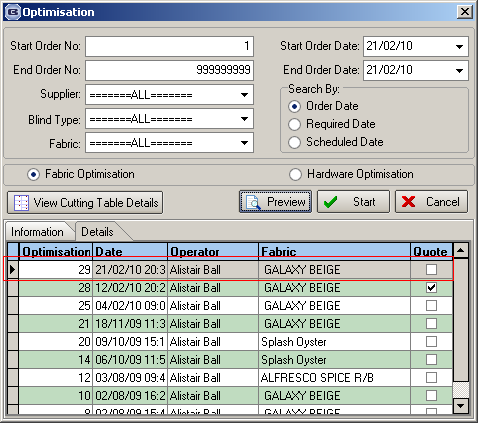 Optimisation
Start Order No: 1 Start Order Date: 21/02/10
End Order No: 999999999 End Order Date: 21/02/10
Supplier: =======ALL======= Search By:
Order Date
Blind Type: =======ALL======= Required Date
Fabric: =======ALL======= Scheduled Date
Fabric Optimisation Hardware Optimisation
View Cutting Table Details Preview Start Cancel
Information Details
Optimisation Date Operator Fabric Quote
29 21/02/10 20:3 Alistair Ball GALAXY BEIGE
28 12/02/10 20:2 Alistair Ball GALAXY BEIGE
25 04/02/10 09:0 Alistair Ball GALAXY BEIGE
21 18/11/09 11:3 Alistair Ball GALAXY BEIGE
20 09/10/09 15:1 Alistair Ball Splash Oyster
14 06/10/09 11:5 Alistair Ball Splash Oyster
12 03/08/09 09:4 Alistair Ball ALFRESCO SPICE R/B
10 02/08/09 16:2 Alistair Ball GALAXY BEIGE
9 02/08/09 15:4 Alistair Ball GALAXY BEIGE